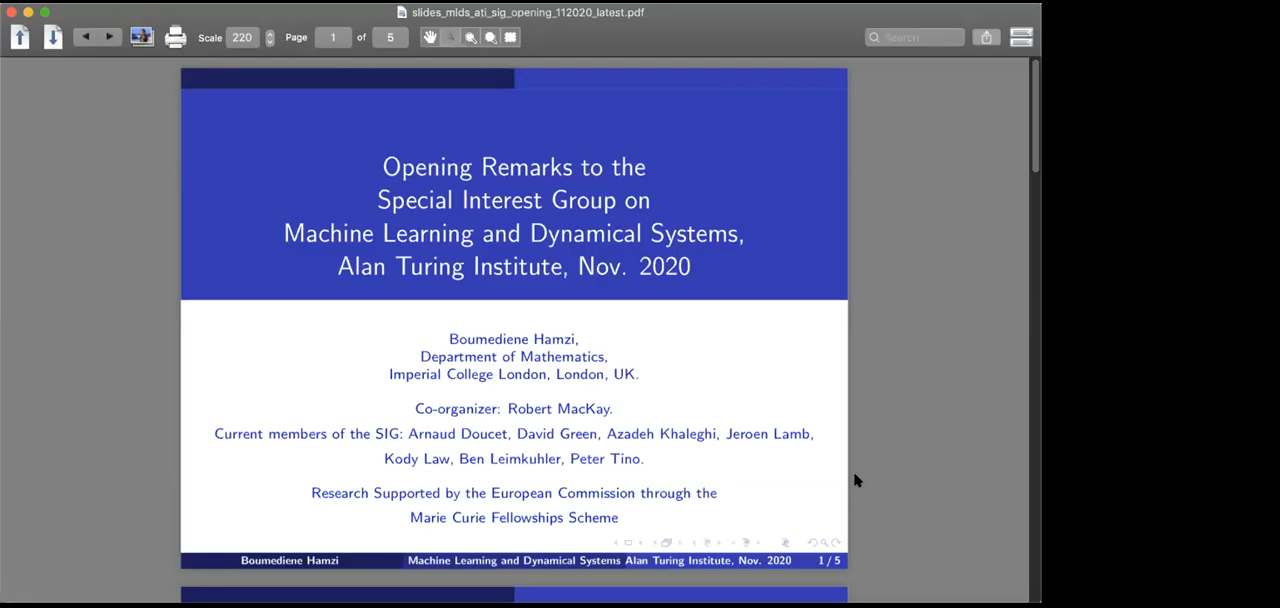 slides_mlds_ati_sig_opening_112020_latest.pdf
Scale 220 Page 1 of 5 Search
Opening Remarks to the
Special Interest Group on
Machine Learning and Dynamical Systems,
Alan Turing Institute, Nov. 2020
Boumediene Hamzi,
Department of Mathematics,
Imperial College London, London, UK.
Co-organizer: Robert MacKay.
Current members of the SIG: Arnaud Doucet, David Green, Azadeh Khaleghi, Jeroen Lamb,
Kody Law, Ben Leimkuhler, Peter Tino.
Research Supported by the European Commission through the
Marie Curie Fellowships Scheme
Boumediene Hamzi Machine Learning and Dynamical Systems Alan Turing Institute, Nov. 2020 1 / 5